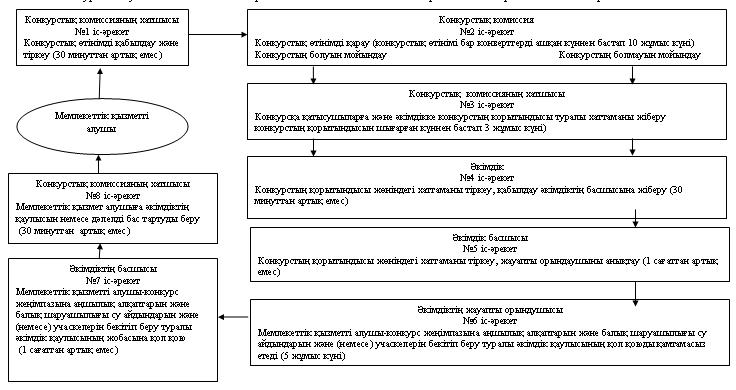 Конкурстық комиссияның хатшысы
№1 іс-әрекет
Конкурстық өтінімді қабылдау және
тіркеу (30 минуттан артық емес)
Конкурстық комиссия
№2 іс-әрекет
Конкурстық өтінімді қарау (конкурстық өтінімі бар конверттерді ашқан күннен бастап 10 жұмыс күні)
Конкурстың болуын мойындау
Конкурстың болмауын мойындау
Конкурстық комиссияның хатшысы
№3 іс-әрекет
Конкурсқа қатысушыларға және әкімдікке конкурстың қорытындысы туралы хаттаманы жіберу
конкурстың қорытындысын шығарған күннен бастап 3 жұмыс күні)
Әкімдік
№4 іс-әрекет
Конкурстың қорытындысы жөніндегі хаттаманы тіркеу, қабылдау әкімдіктің басшысына жіберу (30
минуттан артық емес)
Әкімдік басшысы
№5 іс-әрекет
Конкурстың қорытындысы жөніндегі хаттаманы тіркеу, жауапты орындаушыны анықтау (1 сағаттан артық
емес)
Әкімдіктің жауапты орындушысы
№6 іс-әрекет
Мемлекеттік қызметті алушы-конкурс жеңімпазына аңшылық алқаптарын және балық шаруашылығы су
айдындарын және (немесе) учаскелерін бекітіп беру туралы әкімдік қаулысының қол қоюды қамтамасыз
етеді (5 жұмыс күні)
Әкімдіктің басшысы
№7 іс-әрекет
Мемлекеттік қызметті алушы-конкурс
жеңімпазына аңшылық алқаптарын және
балық шаруашылығы су айдындарын және
(немесе) учаскелерін бекітіп беру туралы
әкімдік қаулысының жобасына қол қою
(1 сағаттан артық емес)
Конкурстық комиссияның хатшысы
№8 іс-әрекет
Мемлекеттік қызмет алушыға әкімдіктің
қаулысын немесе дәлелді бас тартуды беру
(30 минуттан артық емес)
Мемлекеттік қызметті
алушы